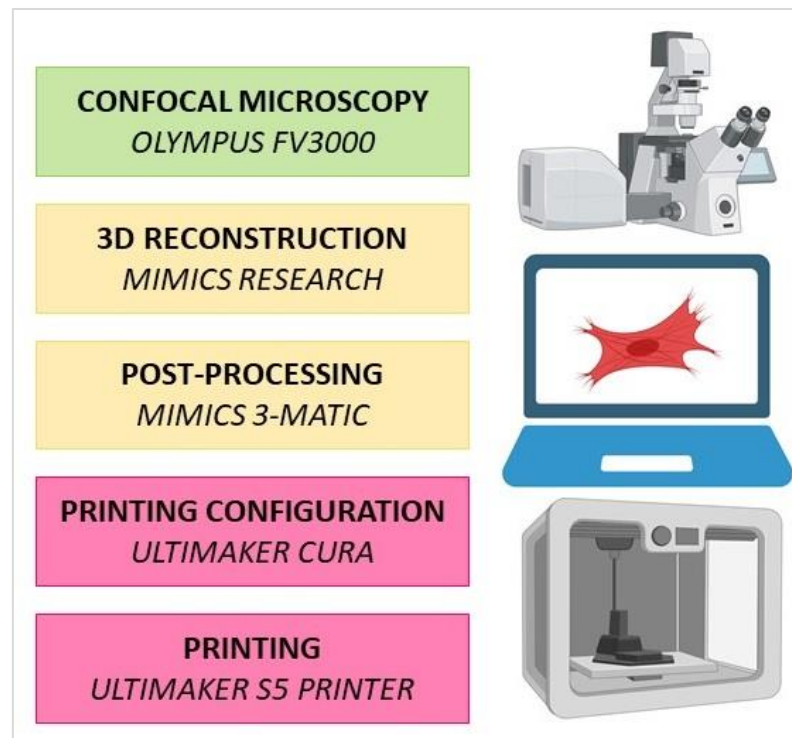 CONFOCAL MICROSCOPY
OLYMPUS FV3000
3D RECONSTRUCTION
MIMICS RESEARCH
POST-PROCESSING
MIMICS 3-MATIC
PRINTING CONFIGURATION
ULTIMAKER CURA
PRINTING
ULTIMAKER S5 PRINTER